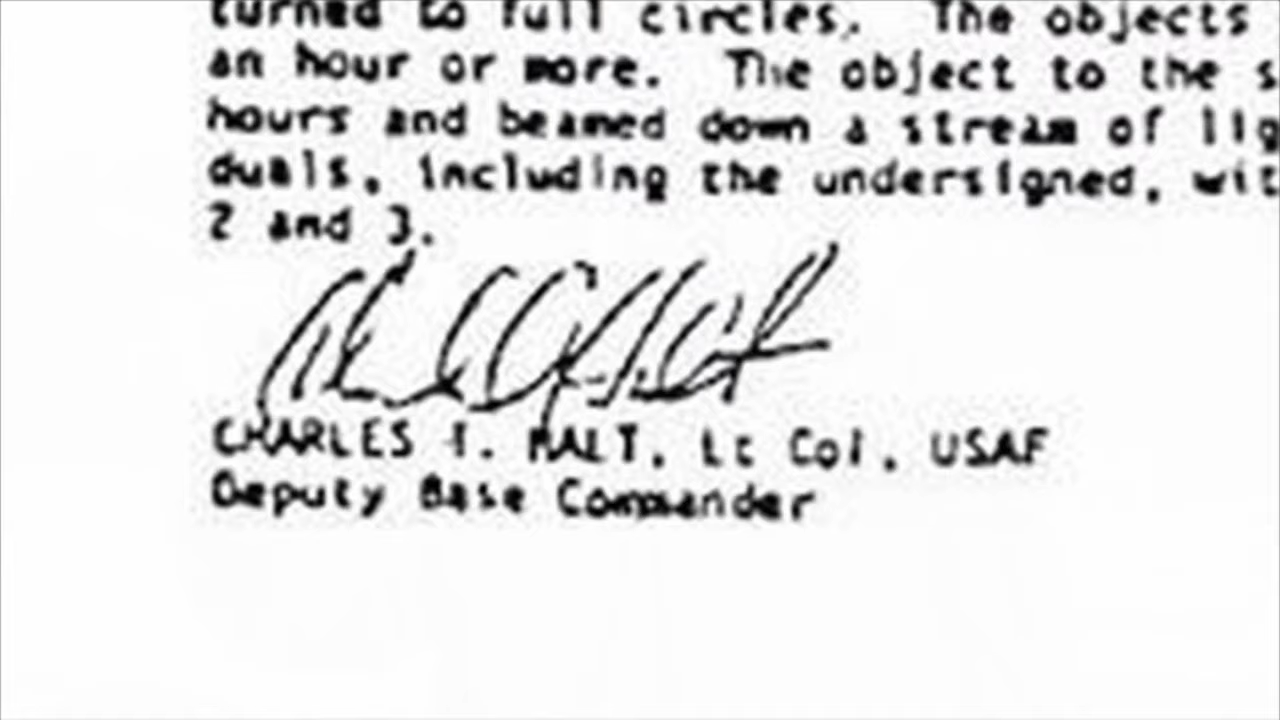 turned to full circles. The objects
an hour or more. The object to the s
hours and beamed down a stream of lig
duals, including the undersigned, wit
2 and 3.
CHARLES I. HALT, Lt Col, USAF
Deputy Base Commander